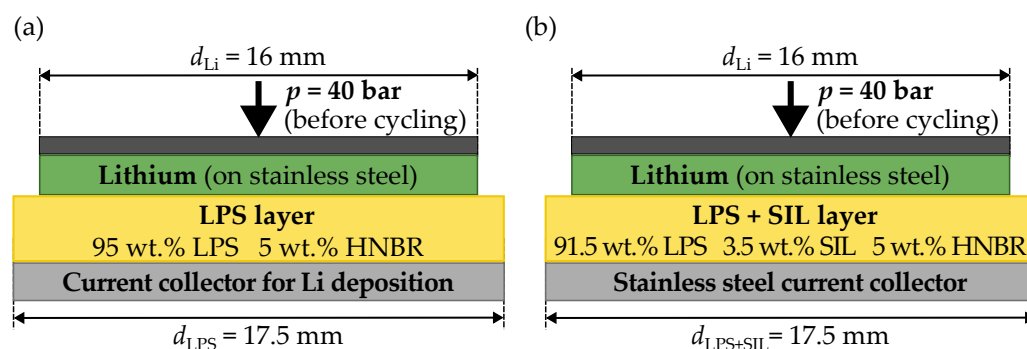 (a)
d_Li = 16 mm
p = 40 bar
(before cycling)
Lithium (on stainless steel)
LPS layer
95 wt.% LPS 5 wt.% HNBR
Current collector for Li deposition
d_LPS = 17.5 mm
(b)
d_Li = 16 mm
p = 40 bar
(before cycling)
Lithium (on stainless steel)
LPS + SIL layer
91.5 wt.% LPS 3.5 wt.% SIL 5 wt.% HNBR
Stainless steel current collector
d_LPS+SIL = 17.5 mm